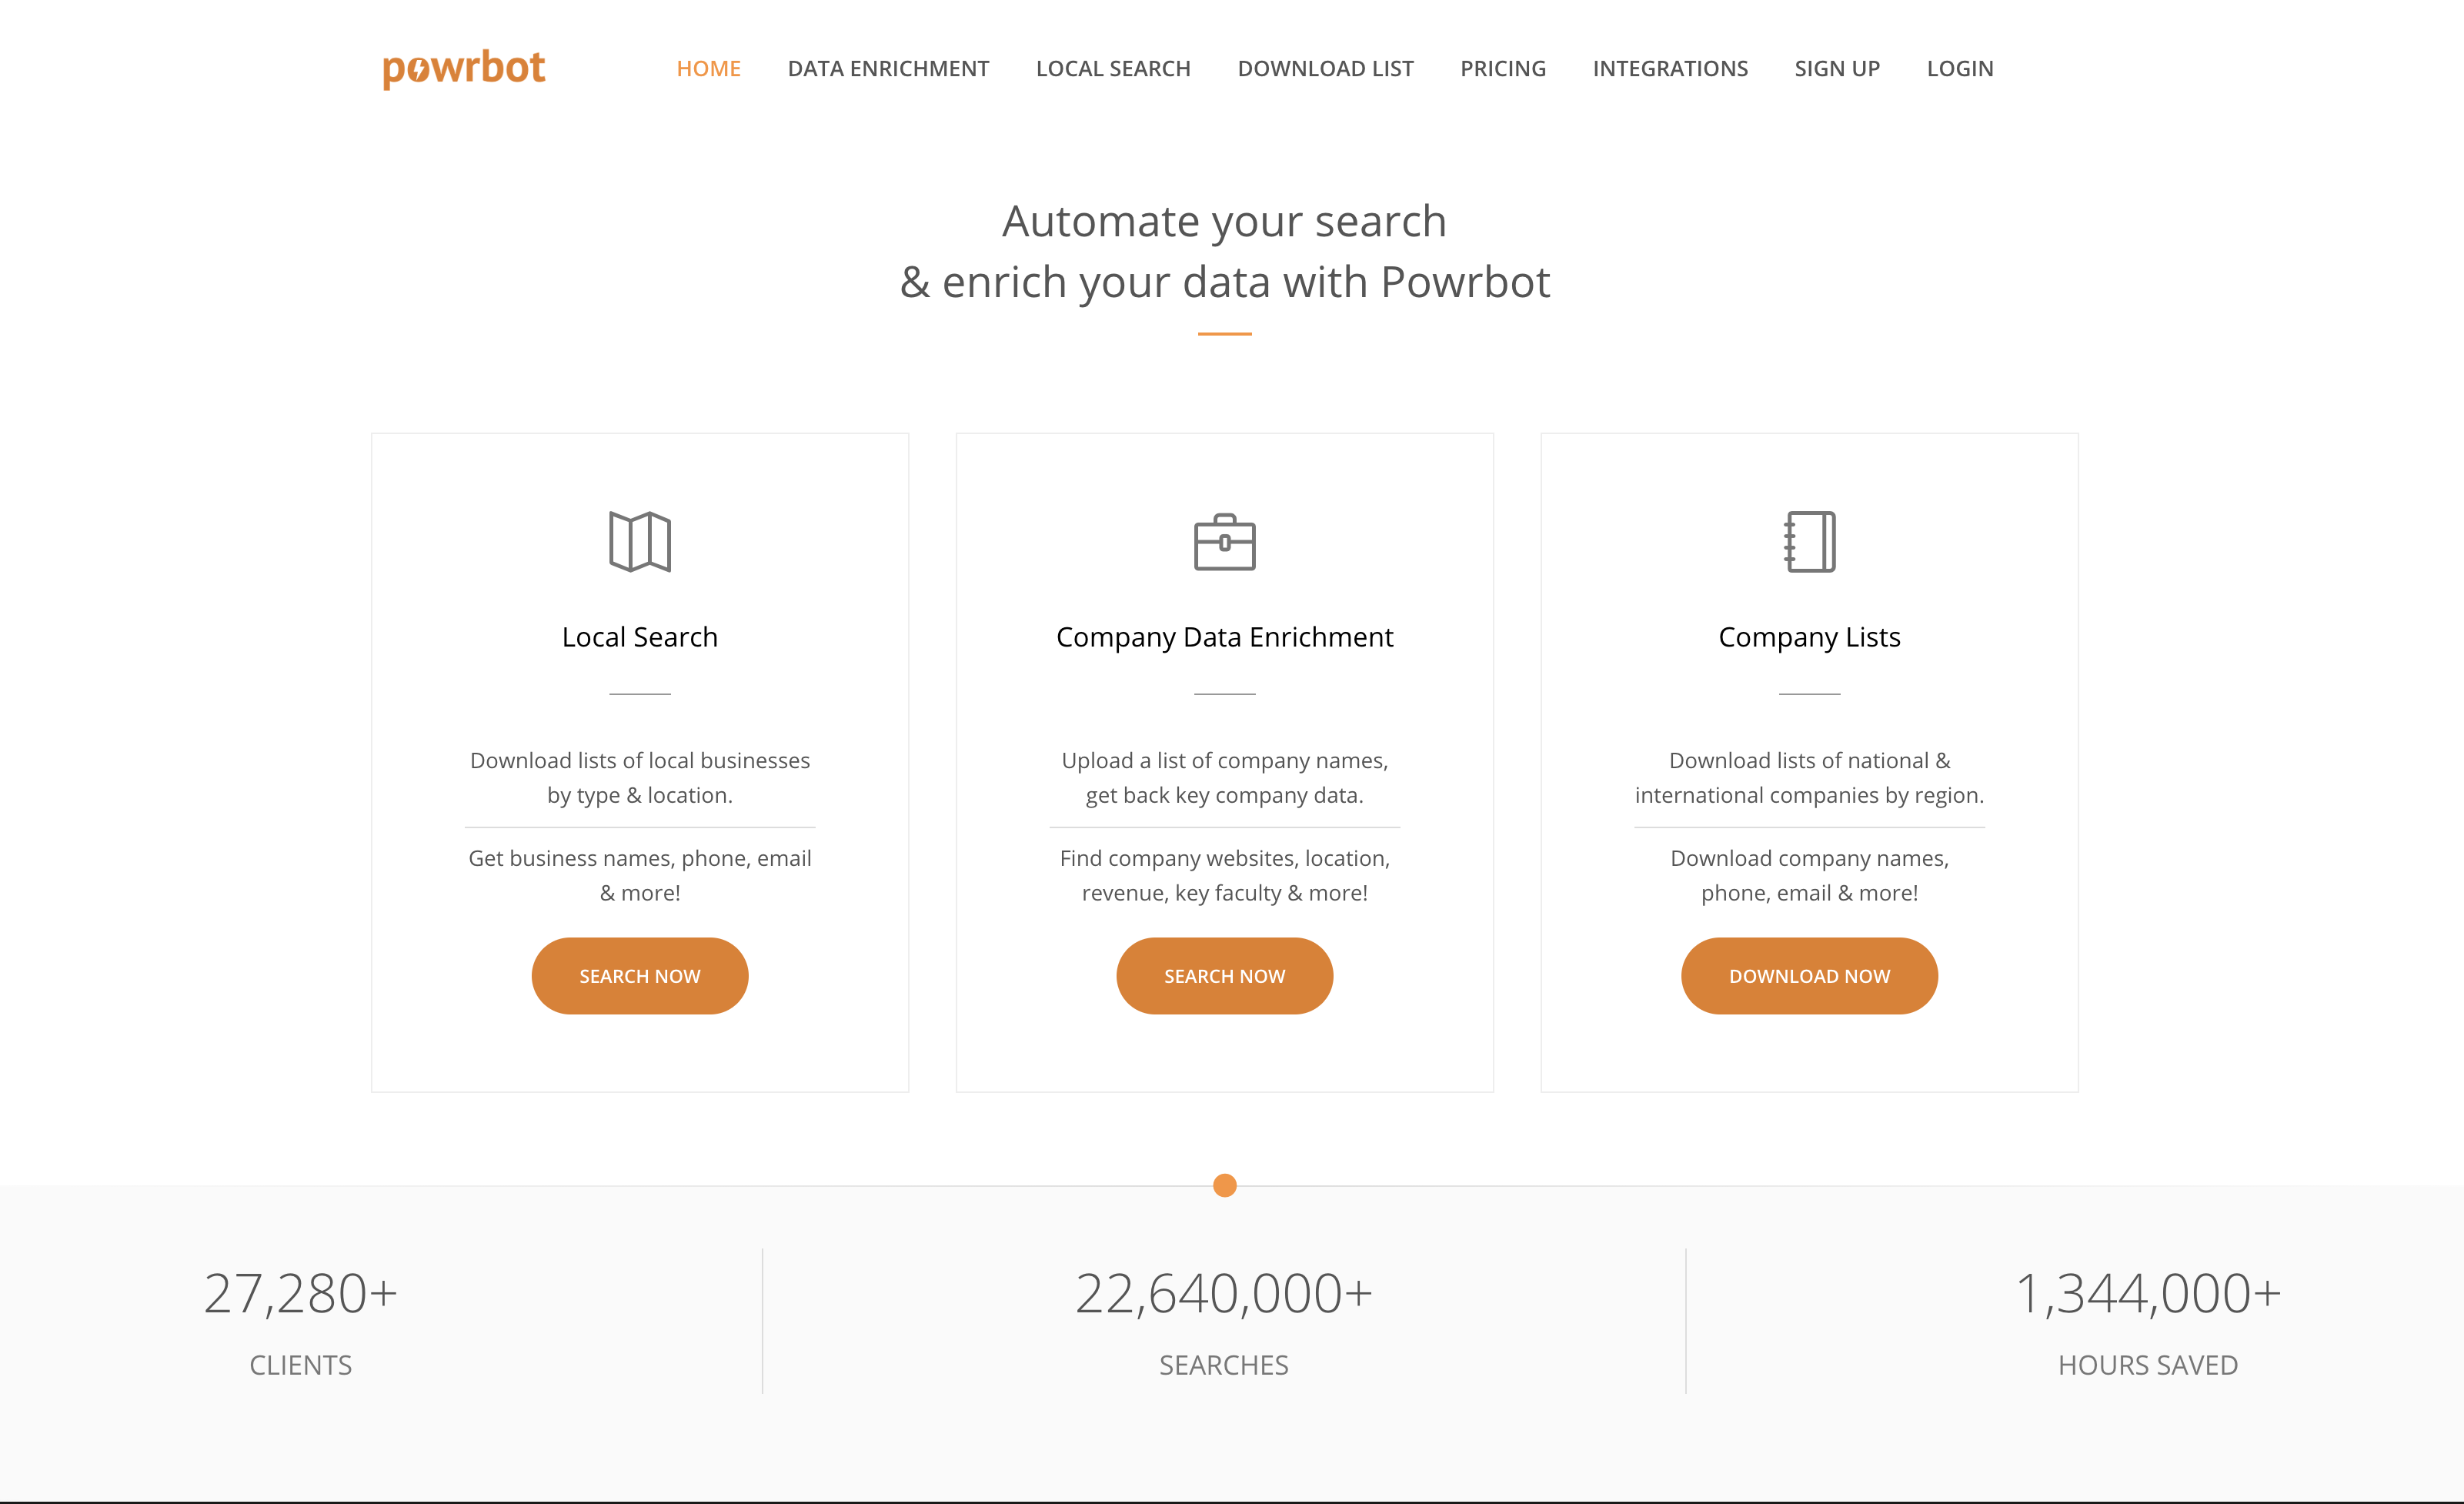 powrbot
HOME DATA ENRICHMENT LOCAL SEARCH DOWNLOAD LIST PRICING INTEGRATIONS SIGN UP LOGIN
Automate your search
& enrich your data with Powrbot
Local Search
Download lists of local businesses
by type & location.
Get business names, phone, email
& more!
SEARCH NOW
Company Data Enrichment
Upload a list of company names,
get back key company data.
Find company websites, location,
revenue, key faculty & more!
SEARCH NOW
Company Lists
Download lists of national &
international companies by region.
Download company names,
phone, email & more!
DOWNLOAD NOW
27,280+
CLIENTS
22,640,000+
SEARCHES
1,344,000+
HOURS SAVED